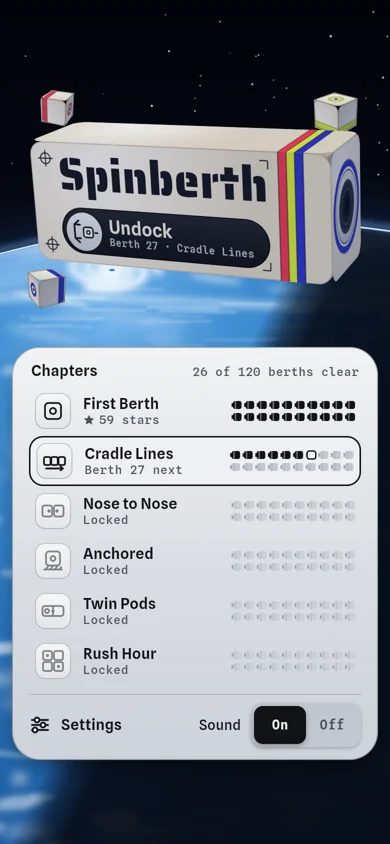 Spinberth
Undock
Berth 27 · Cradle Lines
Chapters
26 of 120 berths clear
First Berth
★ 59 stars
Cradle Lines
Berth 27 next
Nose to Nose
Locked
Anchored
Locked
Twin Pods
Locked
Rush Hour
Locked
Settings
Sound
On
Off